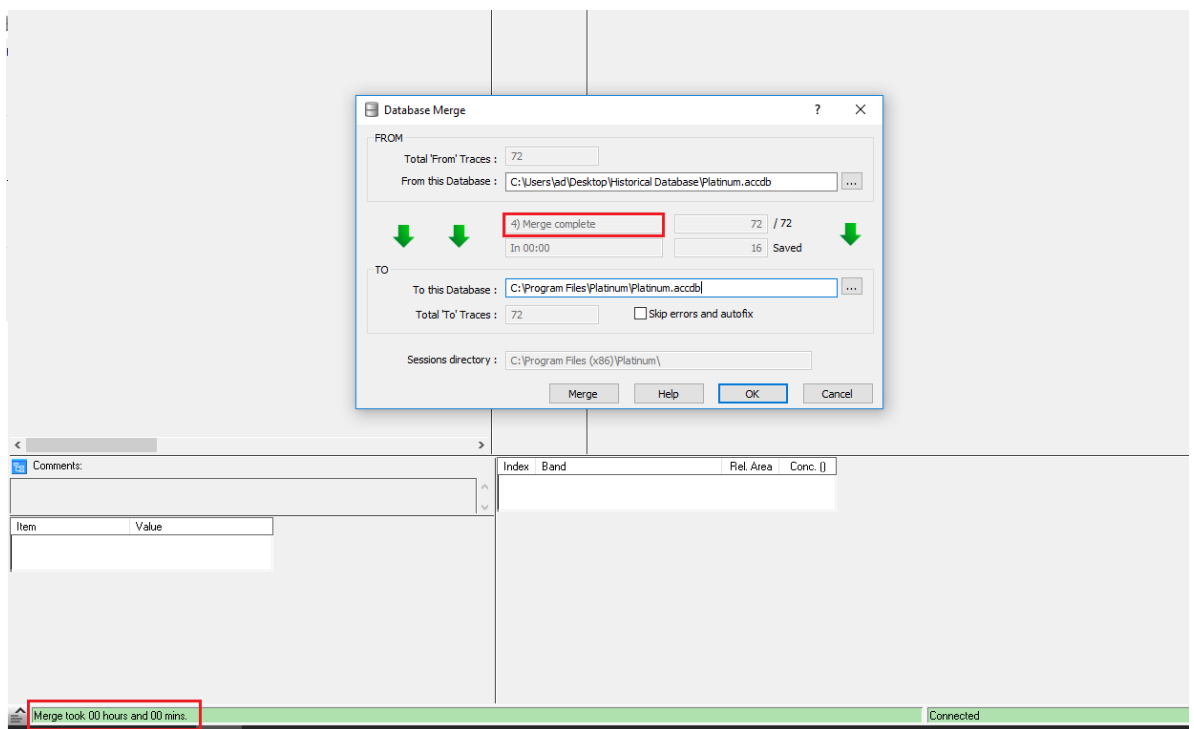 Database Merge ?
FROM
Total 'From' Traces : 72
From this Database : C:\Users\ad\Desktop\Historical Database\Platinum.accdb ...
4) Merge complete 72 / 72
In 00:00 16 Saved
TO
To this Database : C:\Program Files\Platinum\Platinum.accdb ...
Total 'To' Traces : 72 Skip errors and autofix
Sessions directory : C:\Program Files (x86)\Platinum\
Merge Help OK Cancel
Comments:
Index Band Rel. Area Conc. ()
Item Value
Merge took 00 hours and 00 mins. Connected